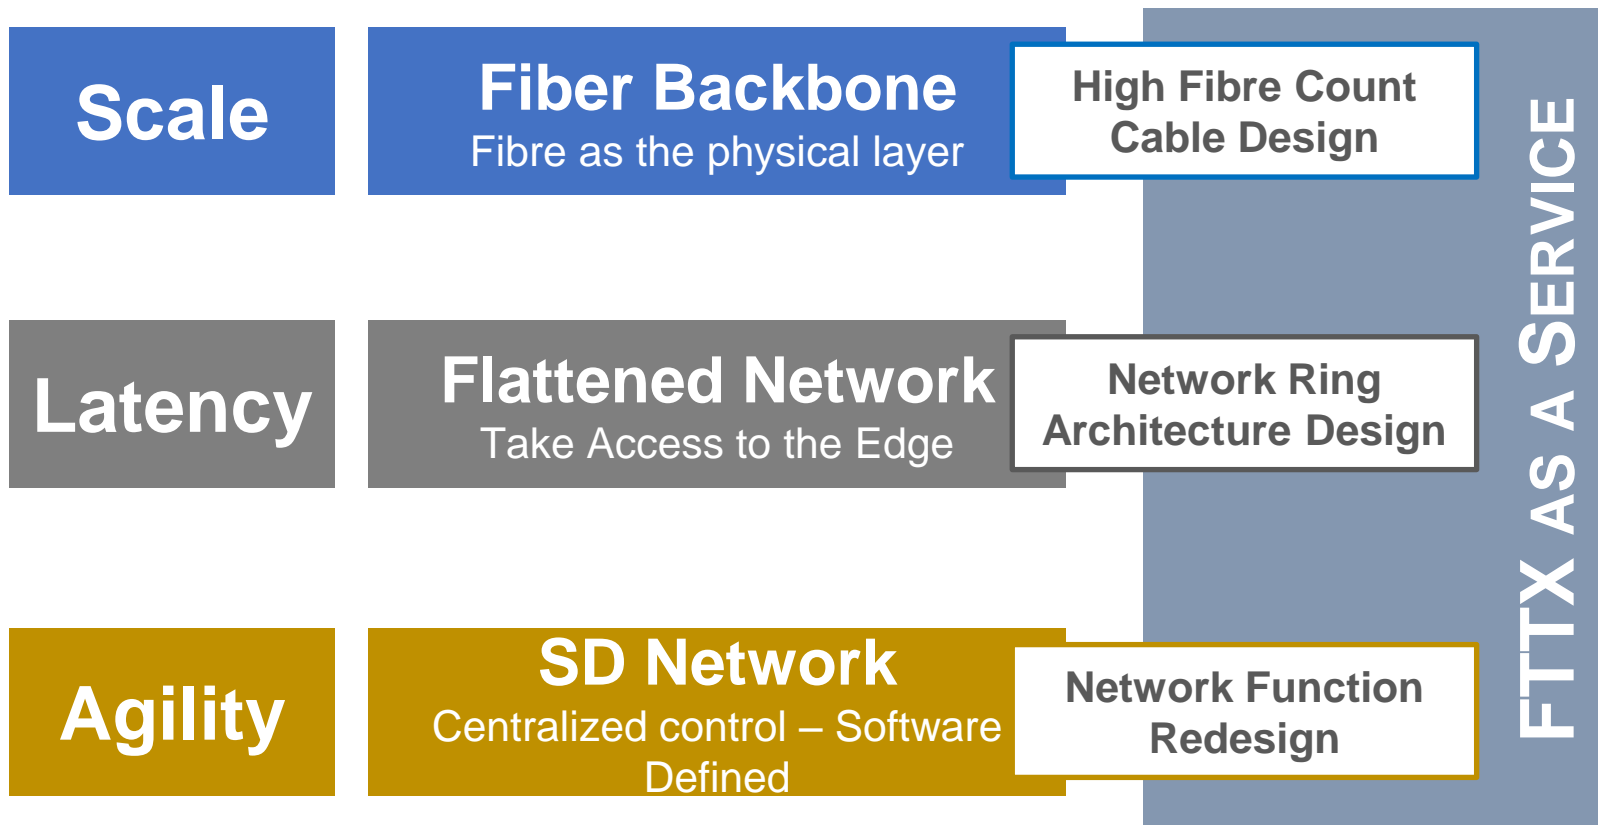 Scale
Fiber Backbone
Fibre as the physical layer
High Fibre Count
Cable Design
Latency
Flattened Network
Take Access to the Edge
Network Ring
Architecture Design
Agility
SD Network
Centralized control – Software
Defined
Network Function
Redesign
FTTX AS A SERVICE